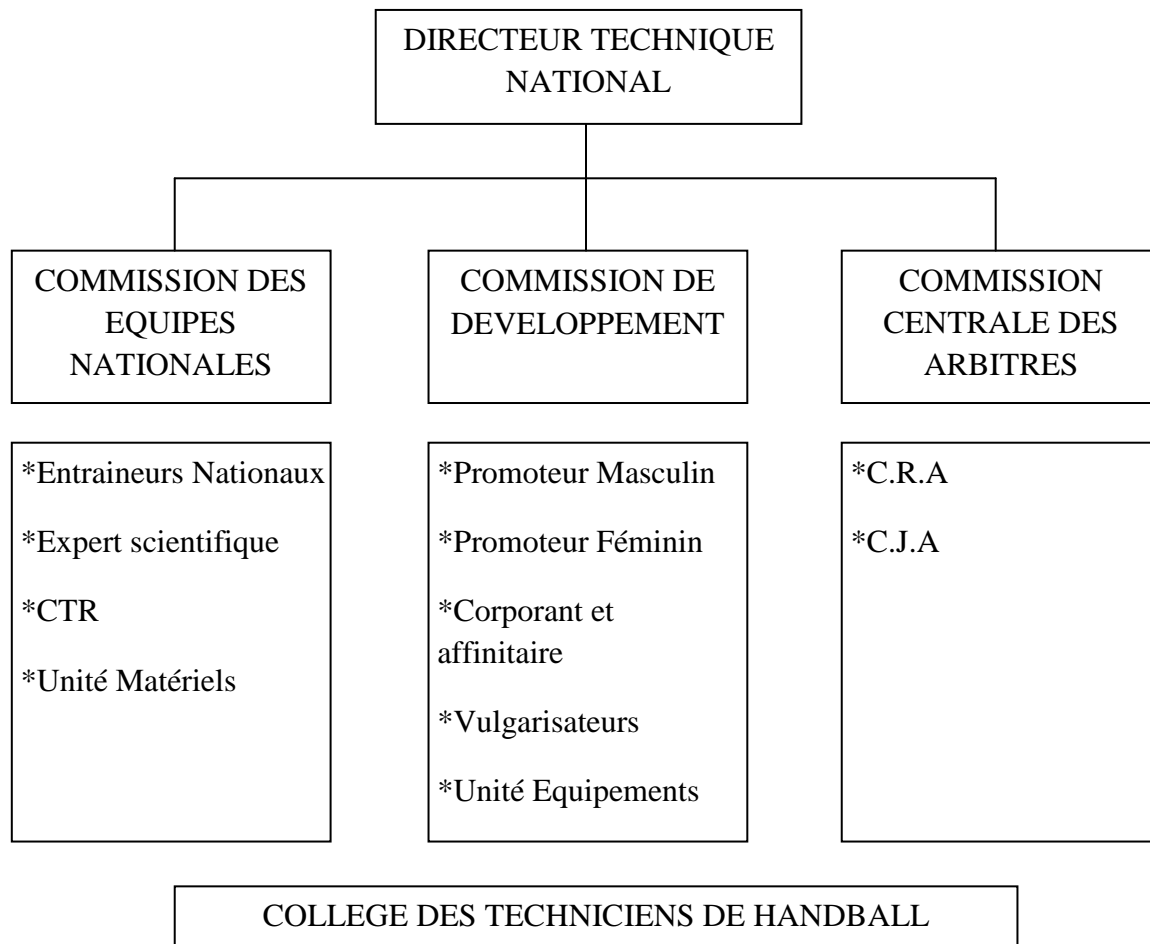 DIRECTEUR TECHNIQUE
NATIONAL
COMMISSION DES
EQUIPES
NATIONALES
COMMISSION DE
DEVELOPPEMENT
COMMISSION
CENTRALE DES
ARBITRES
*Entraineurs Nationaux
*Expert scientifique
*CTR
*Unité Matériels
*Promoteur Masculin
*Promoteur Féminin
*Corporant et
affinitaire
*Vulgarisateurs
*Unité Equipements
*C.R.A
*C.J.A
COLLEGE DES TECHNICIENS DE HANDBALL